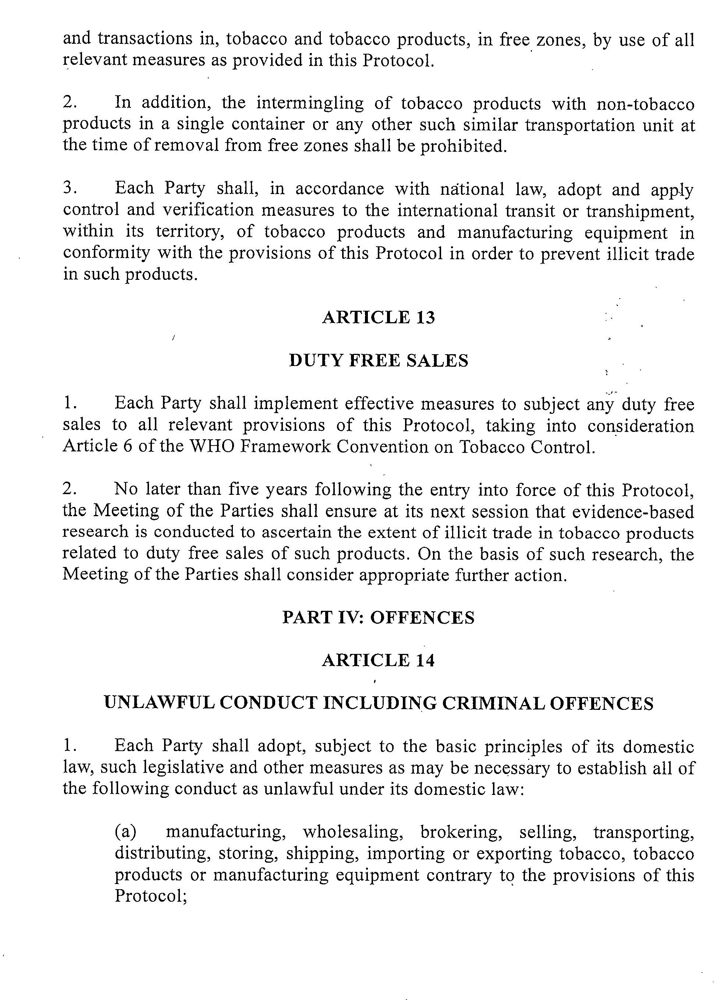 and transactions in, tobacco and tobacco products, in free zones, by use of all
relevant measures as provided in this Protocol.
2. In addition, the intermingling of tobacco products with non-tobacco
products in a single container or any other such similar transportation unit at
the time of removal from free zones shall be prohibited.
3. Each Party shall, in accordance with national law, adopt and apply
control and verification measures to the international transit or transhipment,
within its territory, of tobacco products and manufacturing equipment in
conformity with the provisions of this Protocol in order to prevent illicit trade
in such products.
ARTICLE 13
DUTY FREE SALES
1. Each Party shall implement effective measures to subject any duty free
sales to all relevant provisions of this Protocol, taking into consideration
Article 6 of the WHO Framework Convention on Tobacco Control.
2. No later than five years following the entry into force of this Protocol,
the Meeting of the Parties shall ensure at its next session that evidence-based
research is conducted to ascertain the extent of illicit trade in tobacco products
related to duty free sales of such products. On the basis of such research, the
Meeting of the Parties shall consider appropriate further action.
PART IV: OFFENCES
ARTICLE 14
UNLAWFUL CONDUCT INCLUDING CRIMINAL OFFENCES
1. Each Party shall adopt, subject to the basic principles of its domestic
law, such legislative and other measures as may be necessary to establish all of
the following conduct as unlawful under its domestic law:
(a) manufacturing, wholesaling, brokering, selling, transporting,
distributing, storing, shipping, importing or exporting tobacco, tobacco
products or manufacturing equipment contrary to the provisions of this
Protocol;